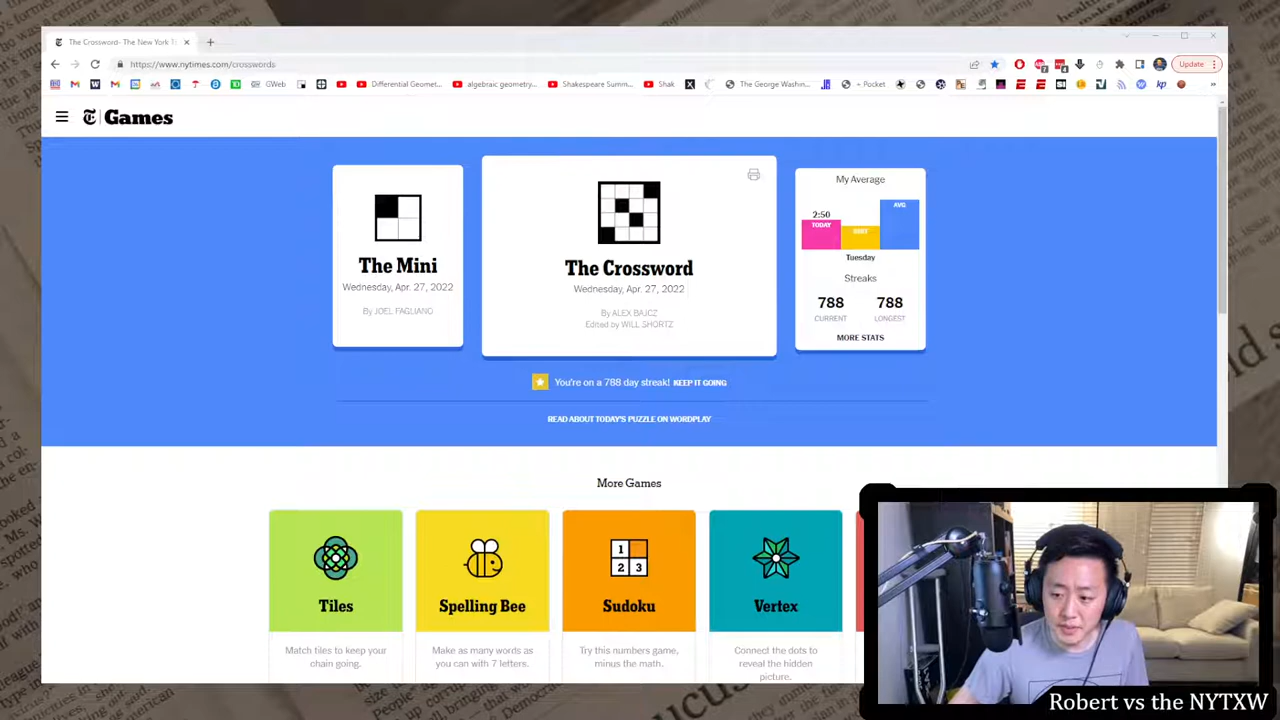 The Crossword- The New York Ti
https://www.nytimes.com/crosswords
Update
GWeb
Differential Geomet...
algebraic geometry...
Shakespeare Summ...
Shak
The George Washin...
+ Pocket
Games
The Mini
Wednesday, Apr. 27, 2022
By JOEL FAGLIANO
The Crossword
Wednesday, Apr. 27, 2022
By ALEX BAJCZ
Edited by WILL SHORTZ
My Average
2:50
TODAY
BEST
AVG
Tuesday
Streaks
788
788
CURRENT
LONGEST
MORE STATS
You're on a 788 day streak! KEEP IT GOING
READ ABOUT TODAY'S PUZZLE ON WORDPLAY
More Games
1
2 3
Tiles
Spelling Bee
Sudoku
Vertex
Match tiles to keep your
chain going.
Make as many words as
you can with 7 letters.
Try this numbers game,
minus the math.
Connect the dots to
reveal the hidden
picture.
Robert vs the NYTXW